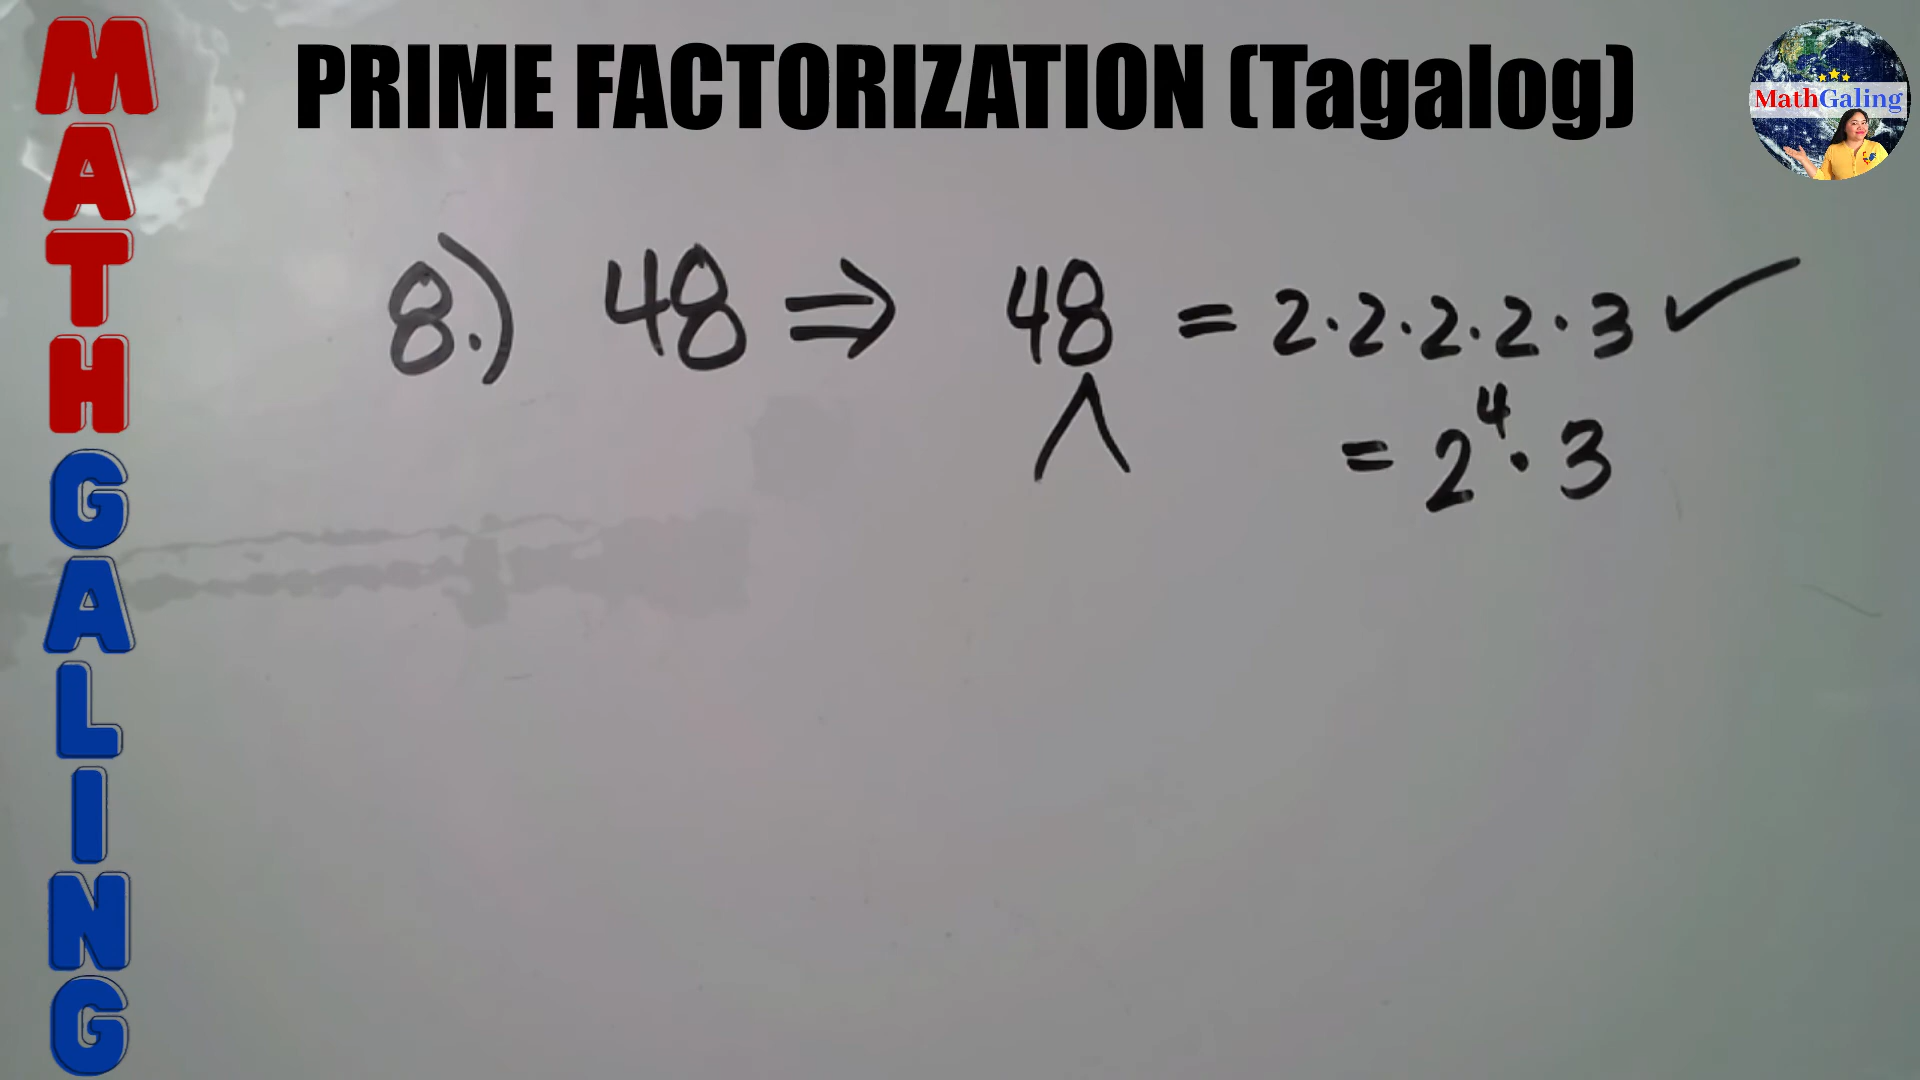 PRIME FACTORIZATION (Tagalog)
MathGaling
MATH GALING
8.) 48 ⇒ 48 = 2·2·2·2·3 ✓
= 2⁴·3